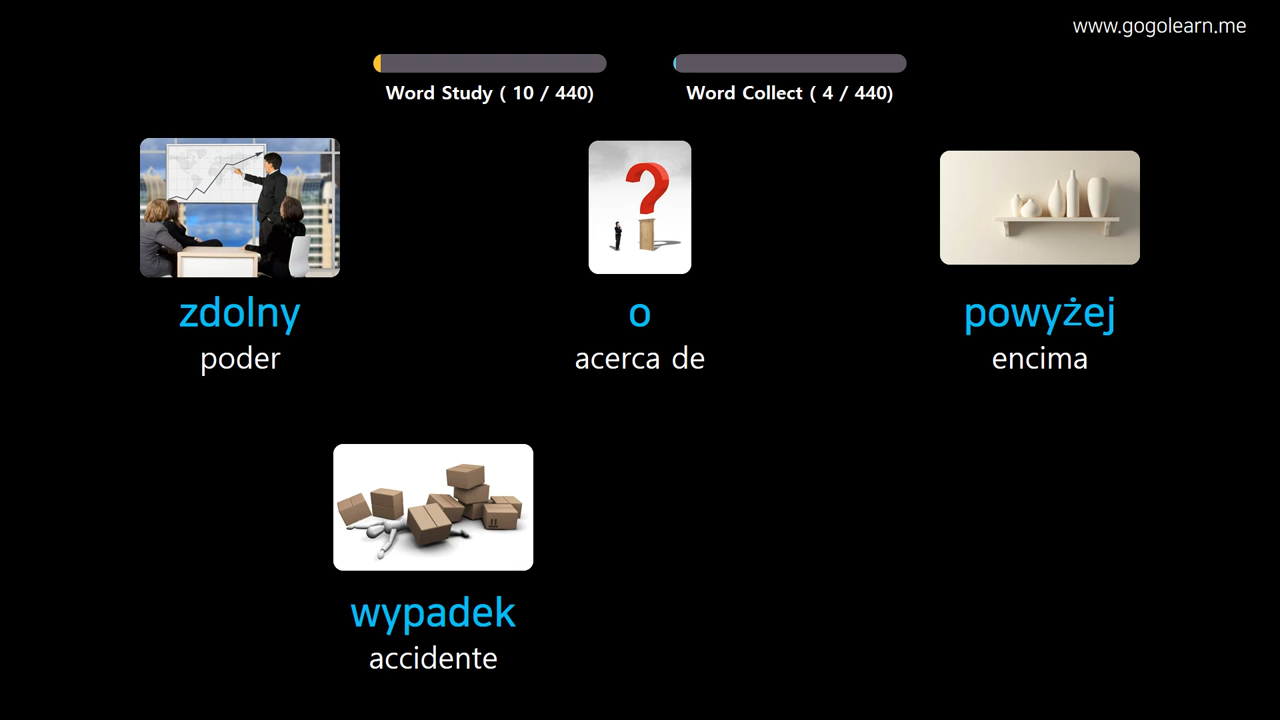 www.gogolearn.me
Word Study ( 10 / 440)
Word Collect ( 4 / 440)
zdolny
poder
o
acerca de
powyżej
encima
wypadek
accidente